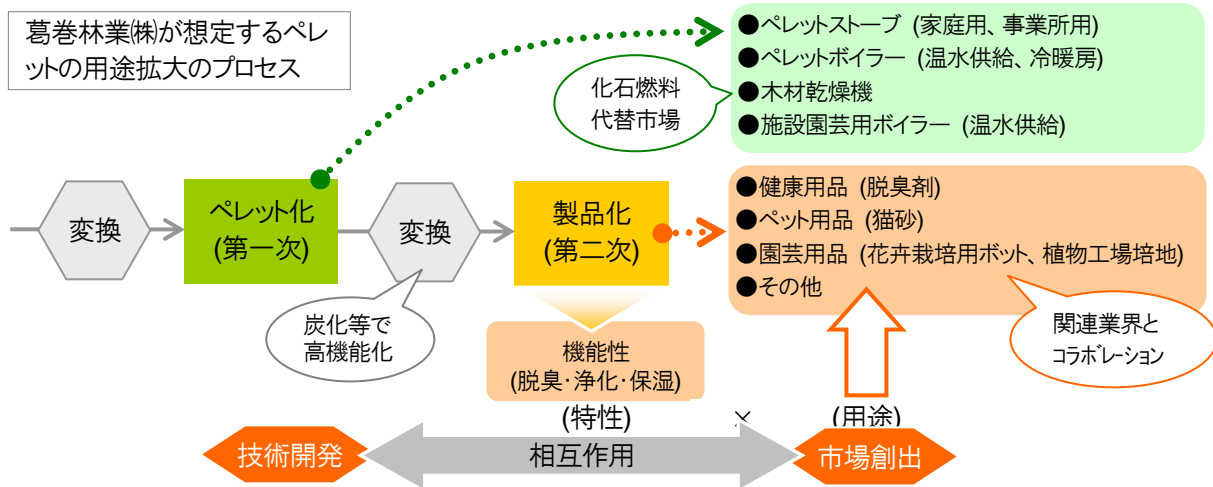 葛巻林業㈱が想定するペレ
ットの用途拡大のプロセス
●ペレットストーブ (家庭用、事業所用)
●ペレットボイラー (温水供給、冷暖房)
●木材乾燥機
●施設園芸用ボイラー (温水供給)
化石燃料
代替市場
変換
ペレット化
(第一次)
変換
製品化
(第二次)
●健康用品 (脱臭剤)
●ペット用品 (猫砂)
●園芸用品 (花卉栽培用ポット、植物工場培地)
●その他
炭化等で
高機能化
機能性
(脱臭・浄化・保湿)
関連業界と
コラボレーション
(特性) × (用途)
技術開発
相互作用
市場創出